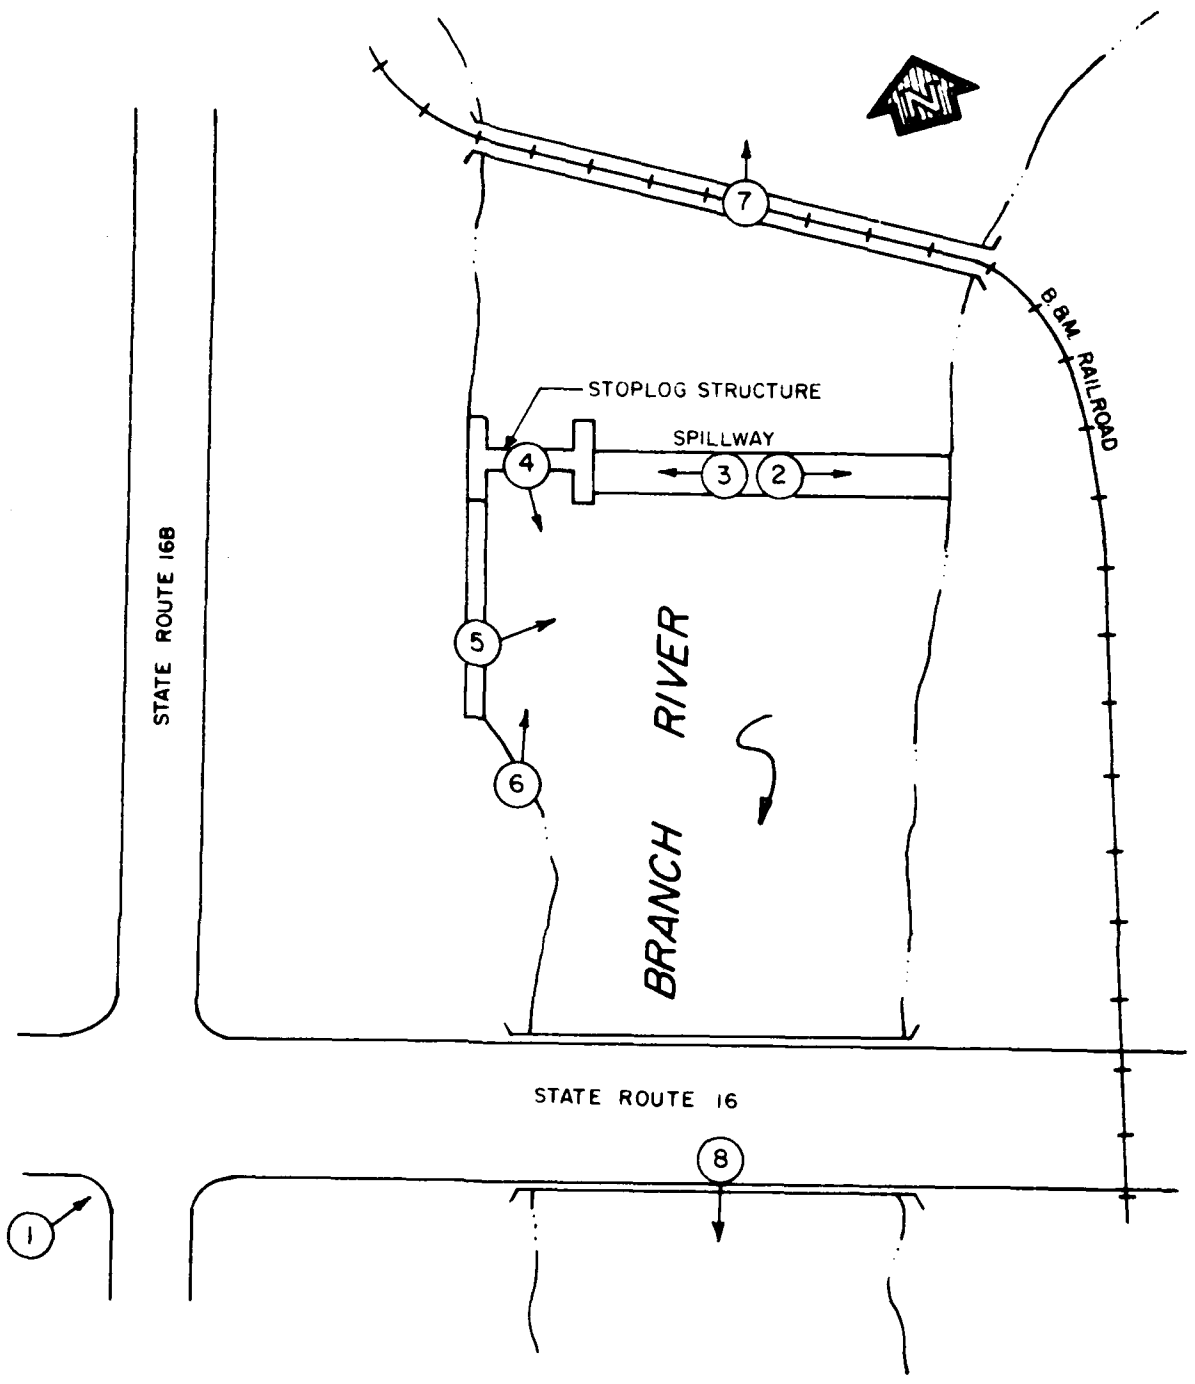 N
7
B.&M. RAILROAD
STOPLOG STRUCTURE
SPILLWAY
4
3
2
STATE ROUTE 16B
5
BRANCH RIVER
6
STATE ROUTE 16
8
1